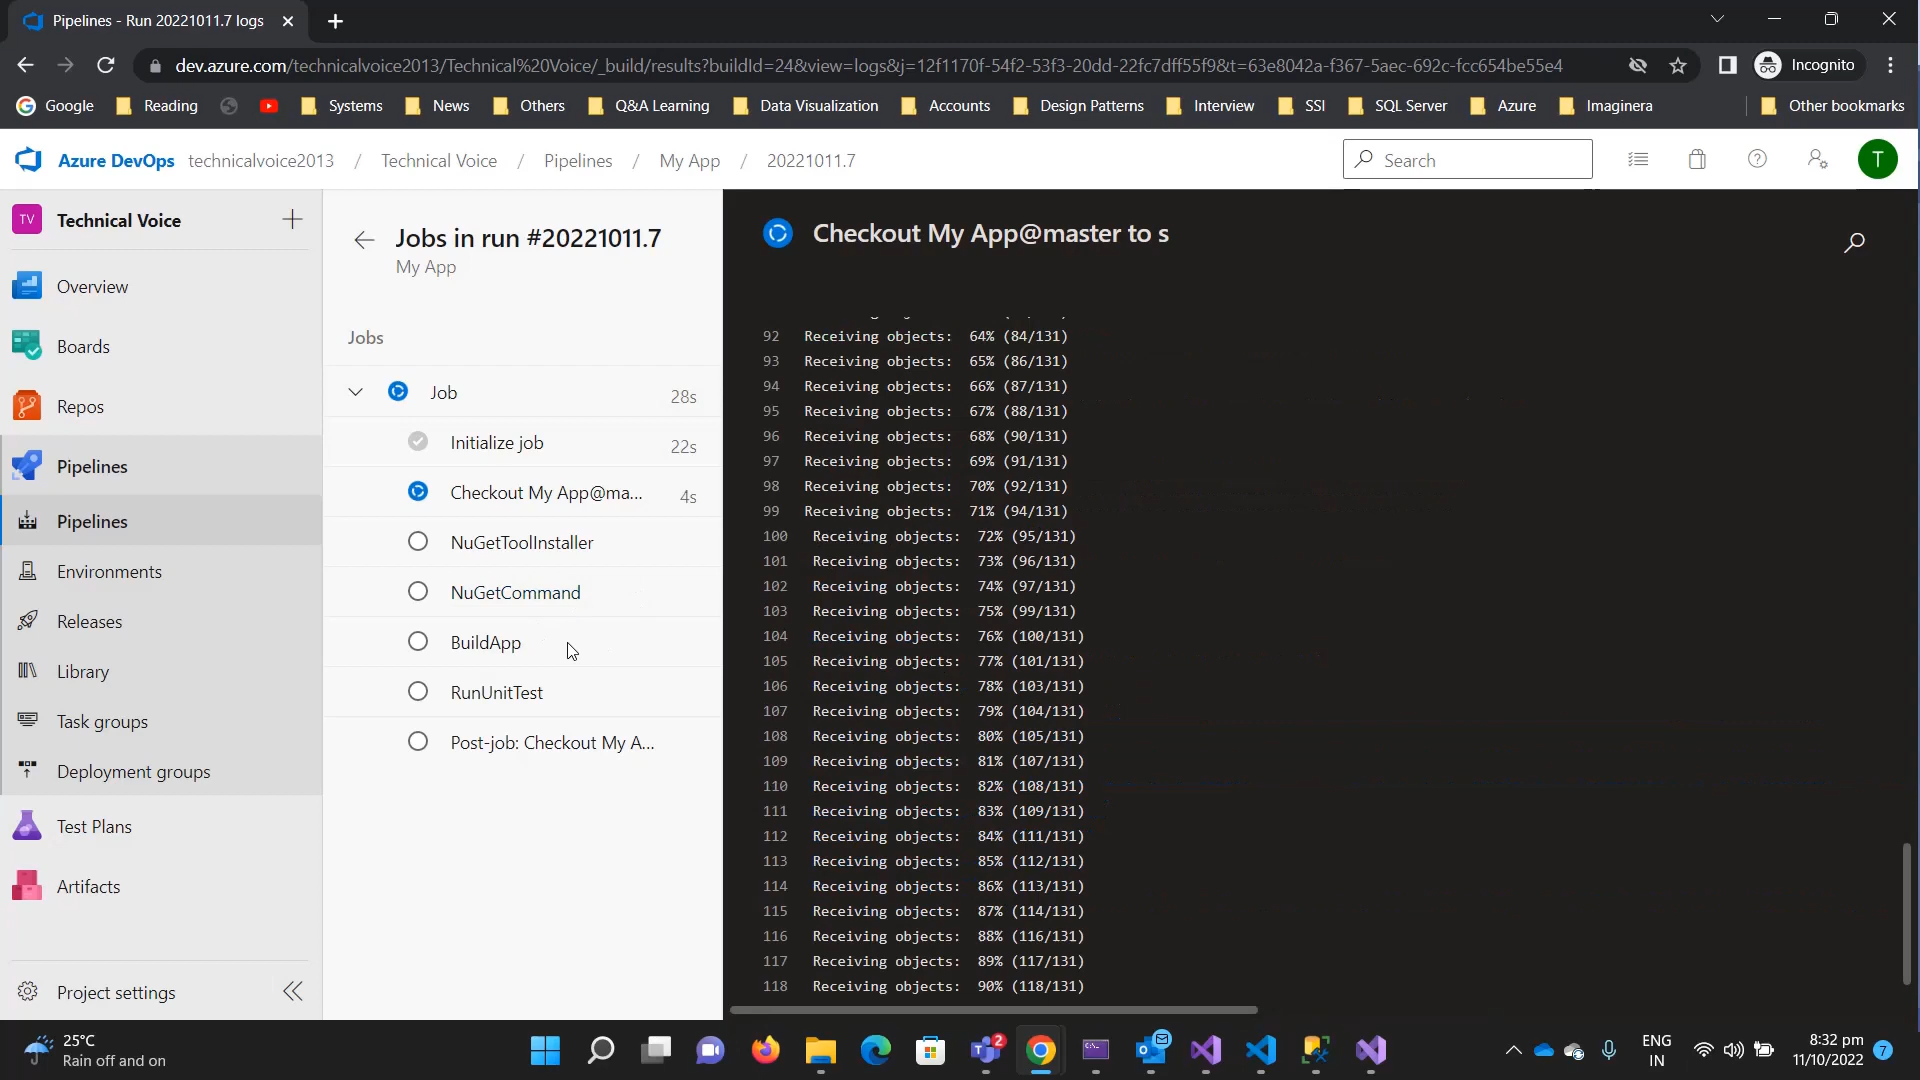 Pipelines - Run 20221011.7 logs
dev.azure.com/technicalvoice2013/Technical%20Voice/_build/results?buildId=24&view=logs&j=12f1170f-54f2-53f3-20dd-22fc7dff55f9&t=63e8042a-f367-5aec-692c-fcc654be55e4
Incognito
Google
Reading
Systems
News
Others
Q&A Learning
Data Visualization
Accounts
Design Patterns
Interview
SSI
SQL Server
Azure
Imaginera
Other bookmarks
Azure DevOps
technicalvoice2013 / Technical Voice / Pipelines / My App / 20221011.7
Search
T
TV
Technical Voice
Overview
Boards
Repos
Pipelines
Pipelines
Environments
Releases
Library
Task groups
Deployment groups
Test Plans
Artifacts
Project settings
Jobs in run #20221011.7
My App
Jobs
Job
28s
Initialize job
22s
Checkout My App@ma...
4s
NuGetToolInstaller
NuGetCommand
BuildApp
RunUnitTest
Post-job: Checkout My A...
Checkout My App@master to s
92 Receiving objects: 64% (84/131)
93 Receiving objects: 65% (86/131)
94 Receiving objects: 66% (87/131)
95 Receiving objects: 67% (88/131)
96 Receiving objects: 68% (90/131)
97 Receiving objects: 69% (91/131)
98 Receiving objects: 70% (92/131)
99 Receiving objects: 71% (94/131)
100 Receiving objects: 72% (95/131)
101 Receiving objects: 73% (96/131)
102 Receiving objects: 74% (97/131)
103 Receiving objects: 75% (99/131)
104 Receiving objects: 76% (100/131)
105 Receiving objects: 77% (101/131)
106 Receiving objects: 78% (103/131)
107 Receiving objects: 79% (104/131)
108 Receiving objects: 80% (105/131)
109 Receiving objects: 81% (107/131)
110 Receiving objects: 82% (108/131)
111 Receiving objects: 83% (109/131)
112 Receiving objects: 84% (111/131)
113 Receiving objects: 85% (112/131)
114 Receiving objects: 86% (113/131)
115 Receiving objects: 87% (114/131)
116 Receiving objects: 88% (116/131)
117 Receiving objects: 89% (117/131)
118 Receiving objects: 90% (118/131)
25°C
Rain off and on
2
ENG
IN
8:32 pm
11/10/2022
7